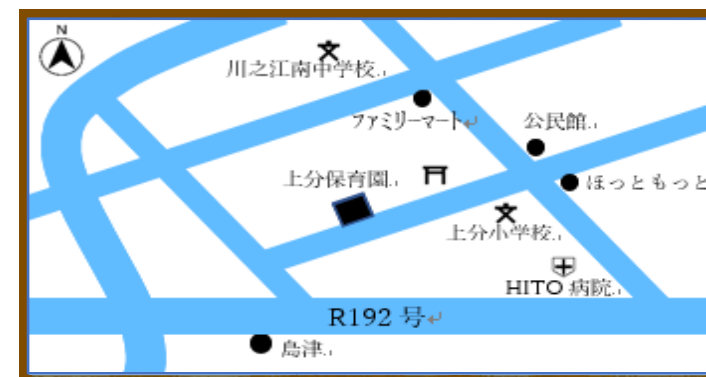 N
川之江南中学校
ファミリーマート
公民館
上分保育園
ほっともっと
上分小学校
HITO 病院
R192 号
島津